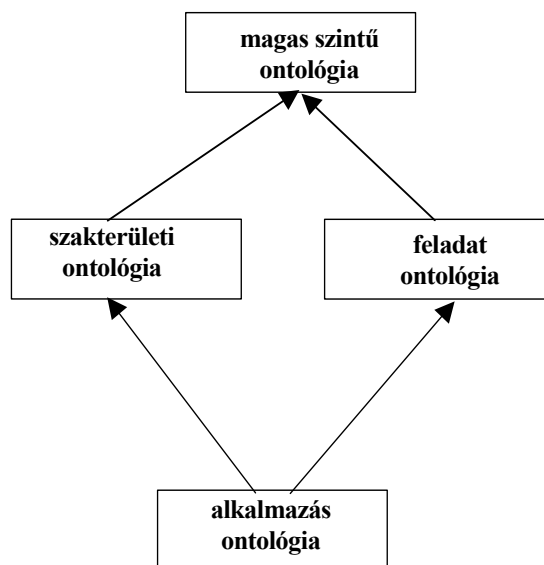 magas szintű
ontológia
szakterületi
ontológia
feladat
ontológia
alkalmazás
ontológia